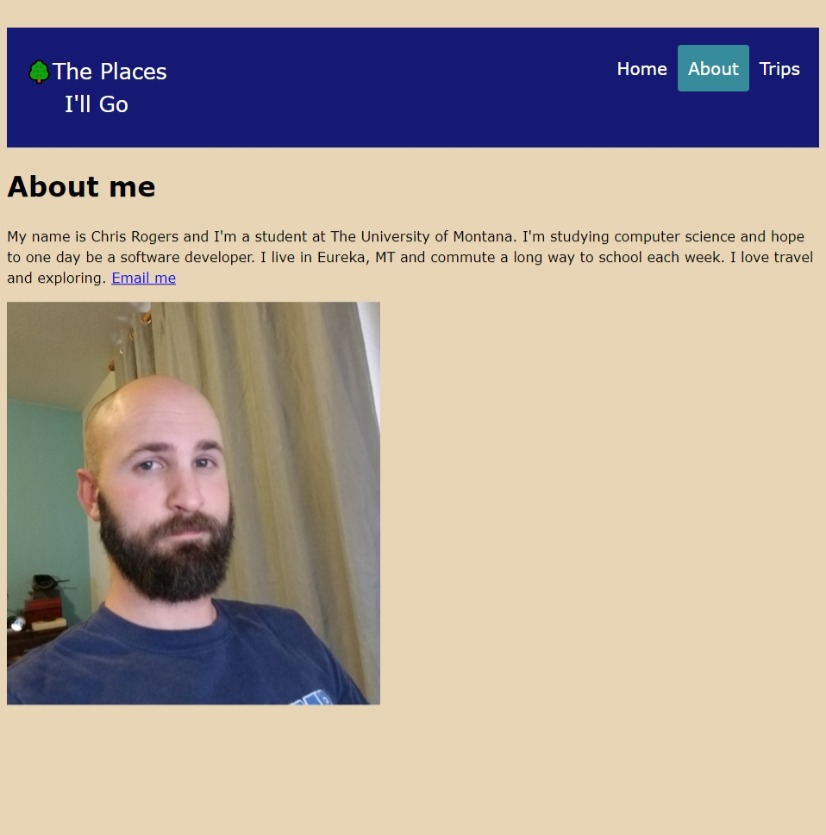 The Places
I'll Go
Home About Trips
About me
My name is Chris Rogers and I'm a student at The University of Montana. I'm studying computer science and hope
to one day be a software developer. I live in Eureka, MT and commute a long way to school each week. I love travel
and exploring. Email me